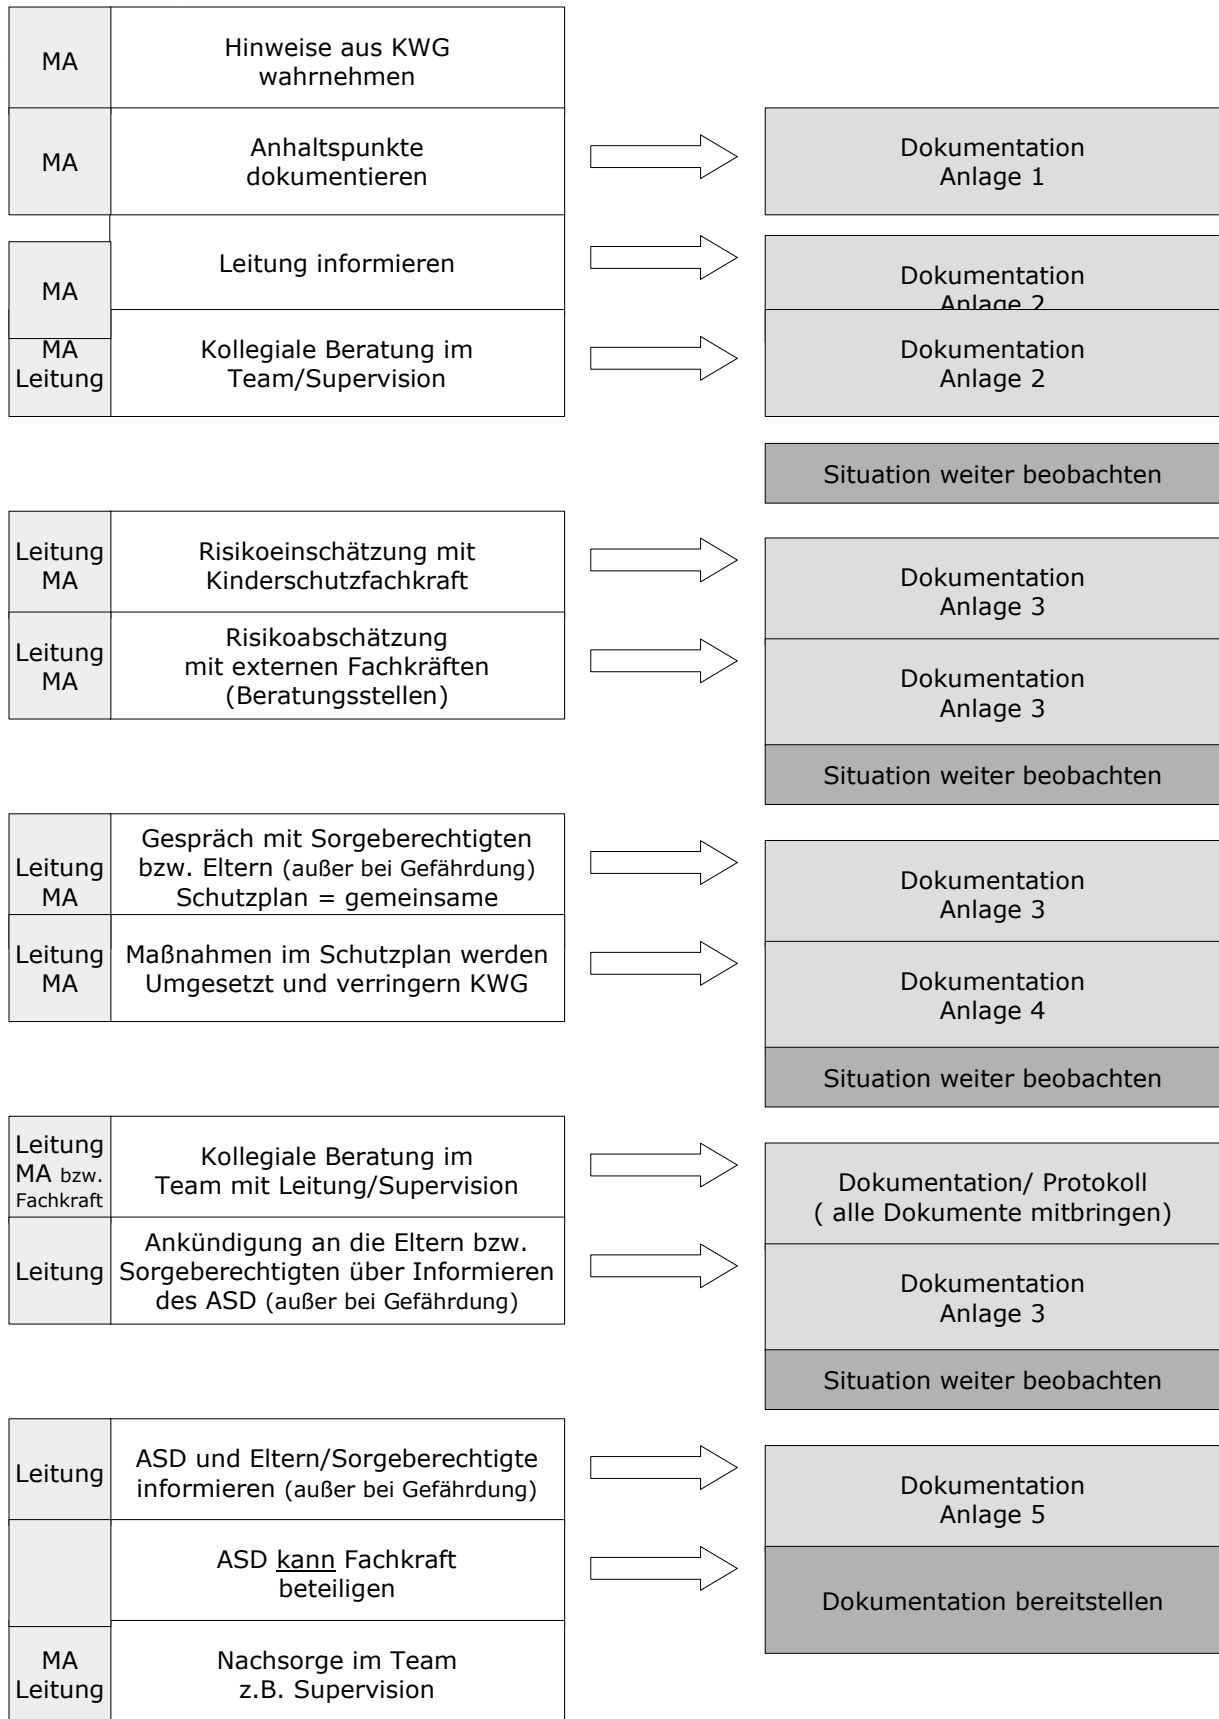 MA
Hinweise aus KWG
wahrnehmen
MA
Anhaltspunkte
dokumentieren
Dokumentation
Anlage 1
MA
Leitung informieren
Dokumentation
Anlage 2
MA
Leitung
Kollegiale Beratung im
Team/Supervision
Dokumentation
Anlage 2
Situation weiter beobachten
Leitung
MA
Risikoeinschätzung mit
Kinderschutzfachkraft
Dokumentation
Anlage 3
Leitung
MA
Risikoabschätzung
mit externen Fachkräften
(Beratungsstellen)
Dokumentation
Anlage 3
Situation weiter beobachten
Leitung
MA
Gespräch mit Sorgeberechtigten
bzw. Eltern (außer bei Gefährdung)
Schutzplan = gemeinsame
Dokumentation
Anlage 3
Leitung
MA
Maßnahmen im Schutzplan werden
Umgesetzt und verringern KWG
Dokumentation
Anlage 4
Situation weiter beobachten
Leitung
MA bzw.
Fachkraft
Kollegiale Beratung im
Team mit Leitung/Supervision
Dokumentation/ Protokoll
( alle Dokumente mitbringen)
Leitung
Ankündigung an die Eltern bzw.
Sorgeberechtigten über Informieren
des ASD (außer bei Gefährdung)
Dokumentation
Anlage 3
Situation weiter beobachten
Leitung
ASD und Eltern/Sorgeberechtigte
informieren (außer bei Gefährdung)
Dokumentation
Anlage 5
ASD kann Fachkraft
beteiligen
Dokumentation bereitstellen
MA
Leitung
Nachsorge im Team
z.B. Supervision